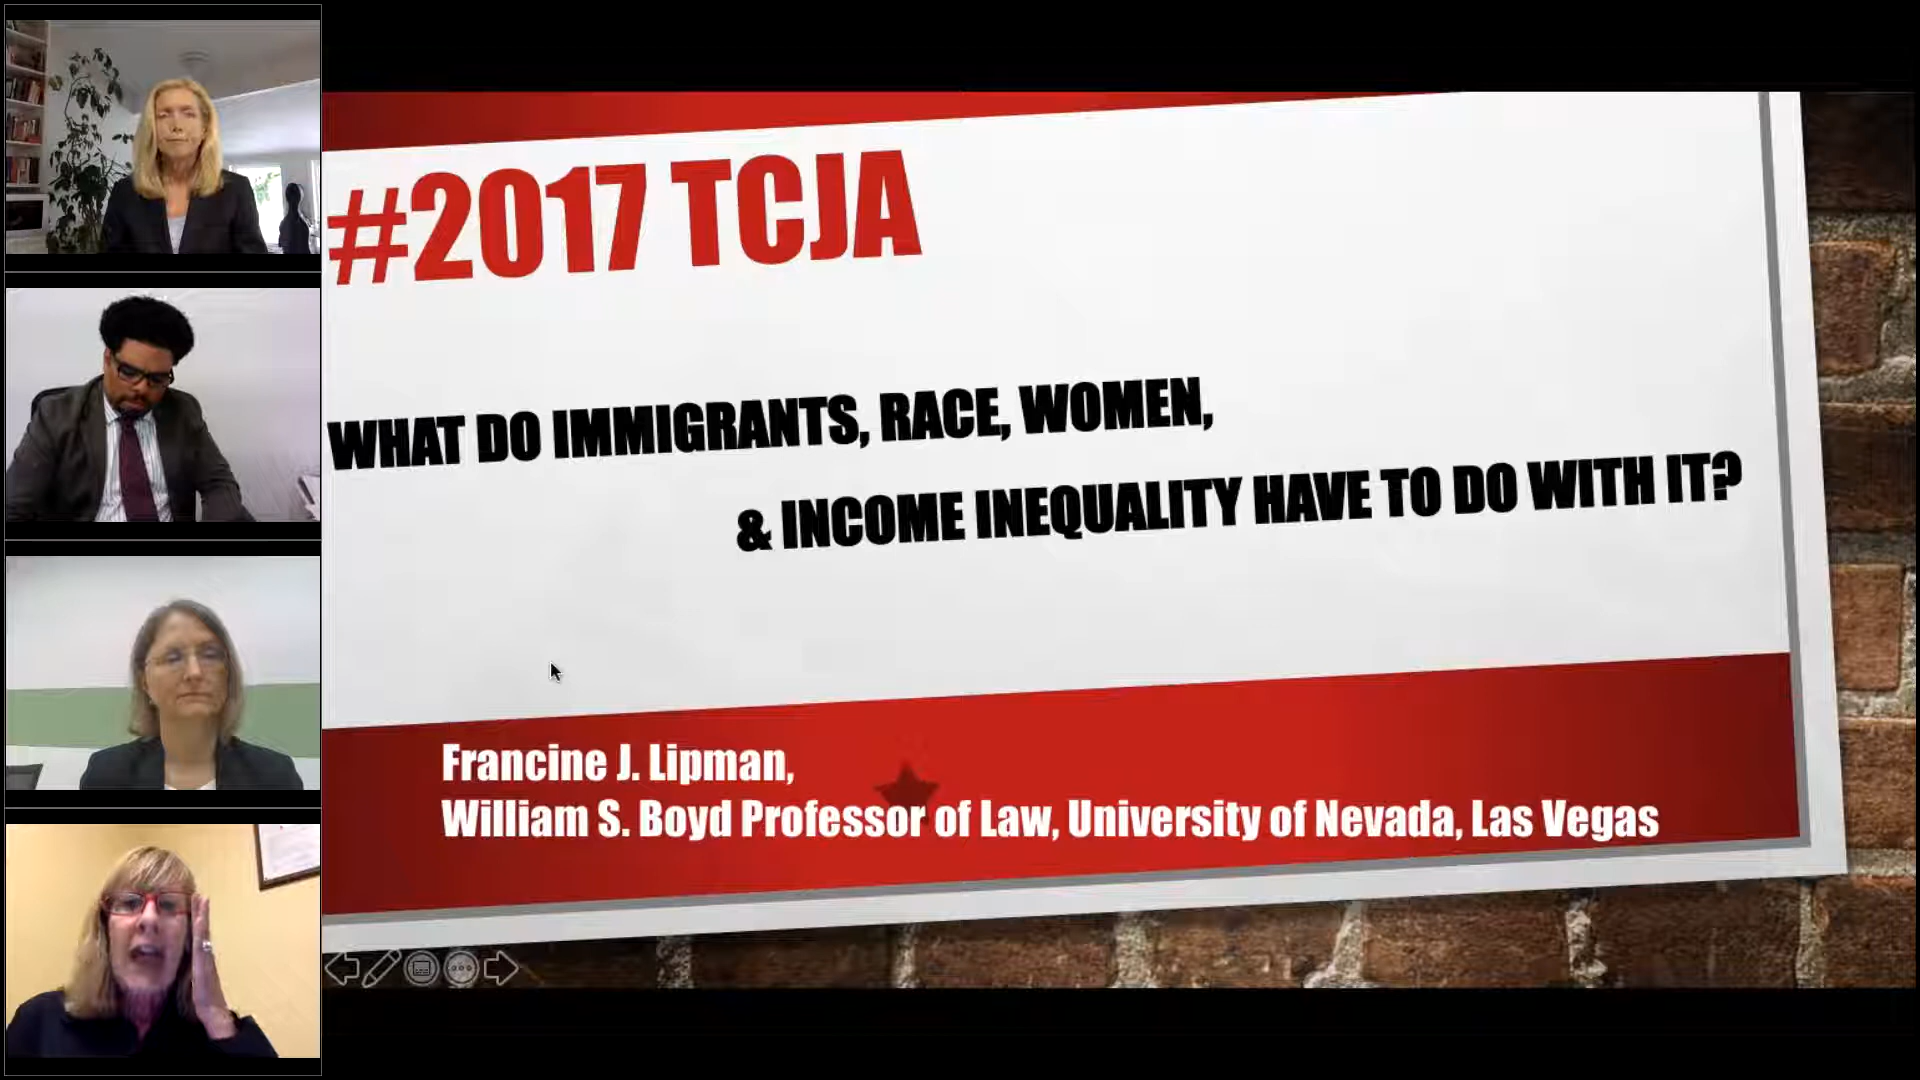 #2017 TCJA
WHAT DO IMMIGRANTS, RACE, WOMEN,
& INCOME INEQUALITY HAVE TO DO WITH IT?
Francine J. Lipman,
William S. Boyd Professor of Law, University of Nevada, Las Vegas